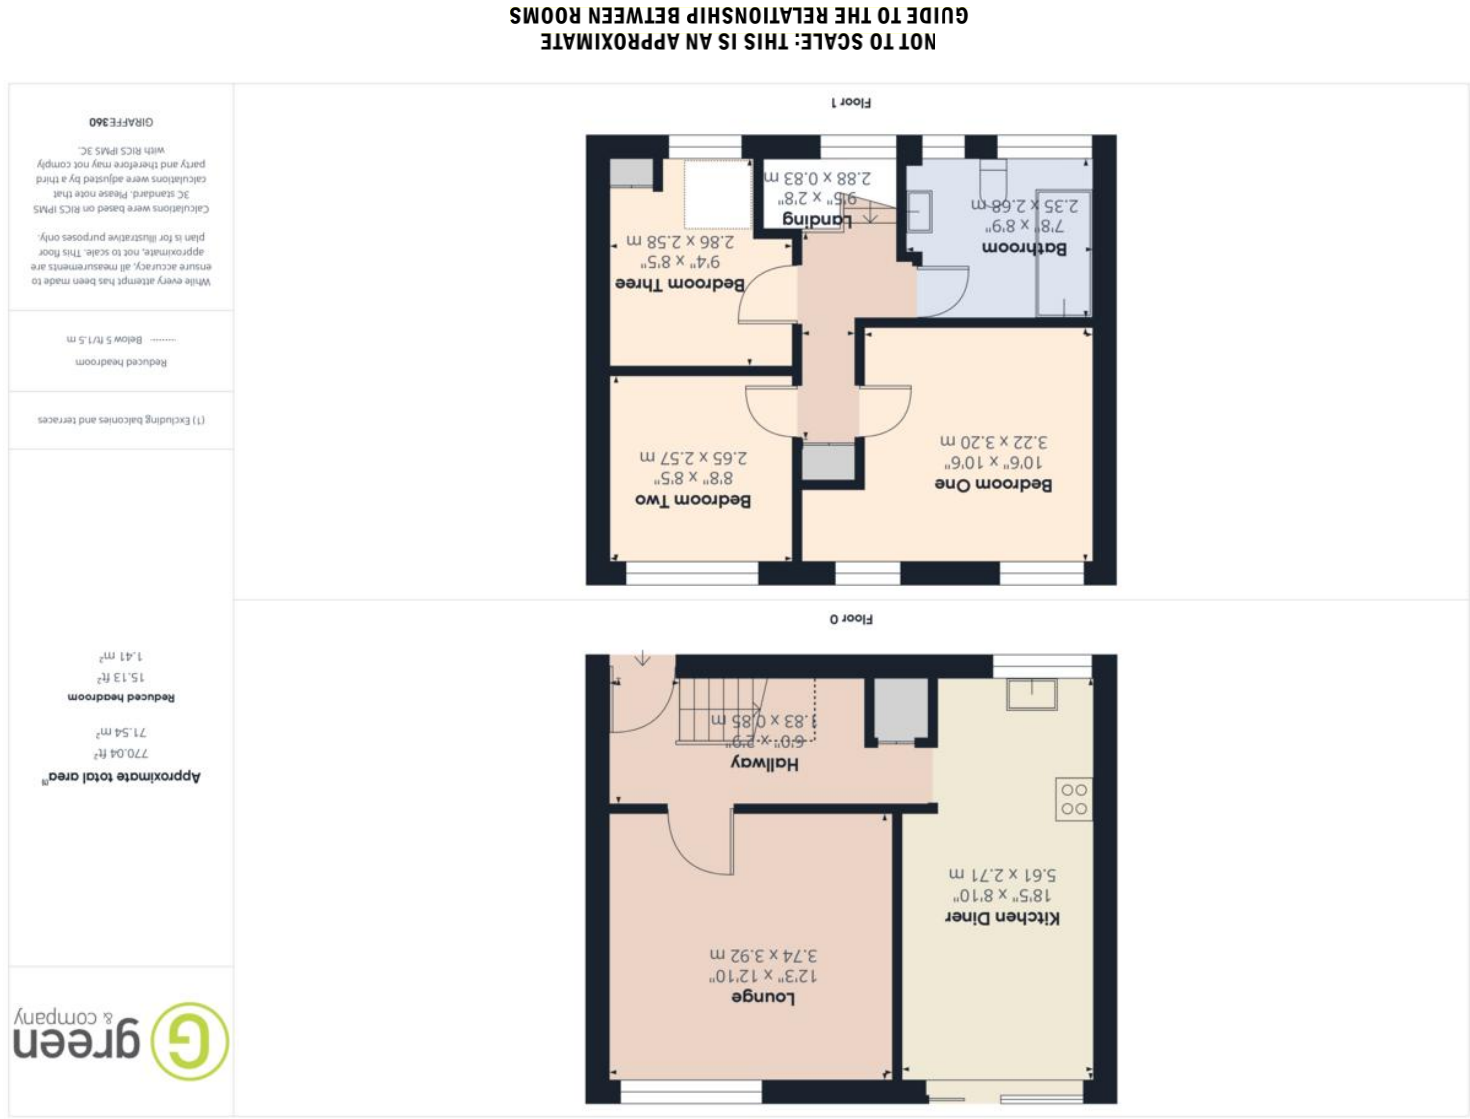 Kitchen Diner
18'5" x 8'10"
5.61 x 2.71 m
Lounge
12'3" x 12'10"
3.74 x 3.92 m
Hallway
6'0" x 2'9"
1.83 x 0.85 m
Floor 0
Bedroom One
10'6" x 10'6"
3.22 x 3.20 m
Bedroom Two
8'8" x 8'5"
2.65 x 2.57 m
Bathroom
7'8" x 8'9"
2.35 x 2.68 m
Landing
9'5" x 2'8"
2.88 x 0.83 m
Bedroom Three
9'4" x 8'5"
2.86 x 2.58 m
Floor 1
G green
& company
Approximate total area(1)
770.04 ft²
71.54 m²
Reduced headroom
15.13 ft²
1.41 m²
(1) Excluding balconies and terraces
Reduced headroom
Below 5 ft/1.5 m
While every attempt has been made to
ensure accuracy, all measurements are
approximate, not to scale. This floor
plan is for illustrative purposes only.
Calculations were based on RICS IPMS
3C standard. Please note that
calculations were adjusted by a third
party and therefore may not comply
with RICS IPMS 3C.
GIRAFFE360
NOT TO SCALE: THIS IS AN APPROXIMATE
GUIDE TO THE RELATIONSHIP BETWEEN ROOMS